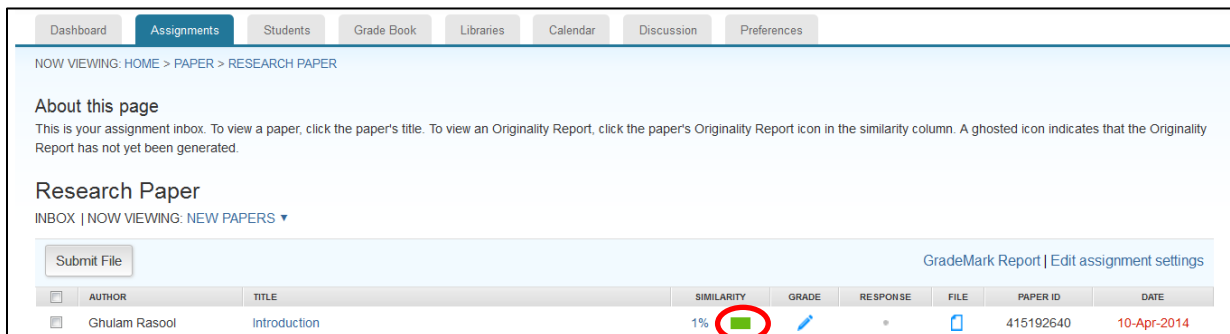 Dashboard Assignments Students Grade Book Libraries Calendar Discussion Preferences
NOW VIEWING: HOME > PAPER > RESEARCH PAPER
About this page
This is your assignment inbox. To view a paper, click the paper's title. To view an Originality Report, click the paper's Originality Report icon in the similarity column. A ghosted icon indicates that the Originality
Report has not yet been generated.
Research Paper
INBOX | NOW VIEWING: NEW PAPERS ▼
Submit File GradeMark Report | Edit assignment settings
AUTHOR TITLE SIMILARITY GRADE RESPONSE FILE PAPER ID DATE
Ghulam Rasool Introduction 1% 415192640 10-Apr-2014